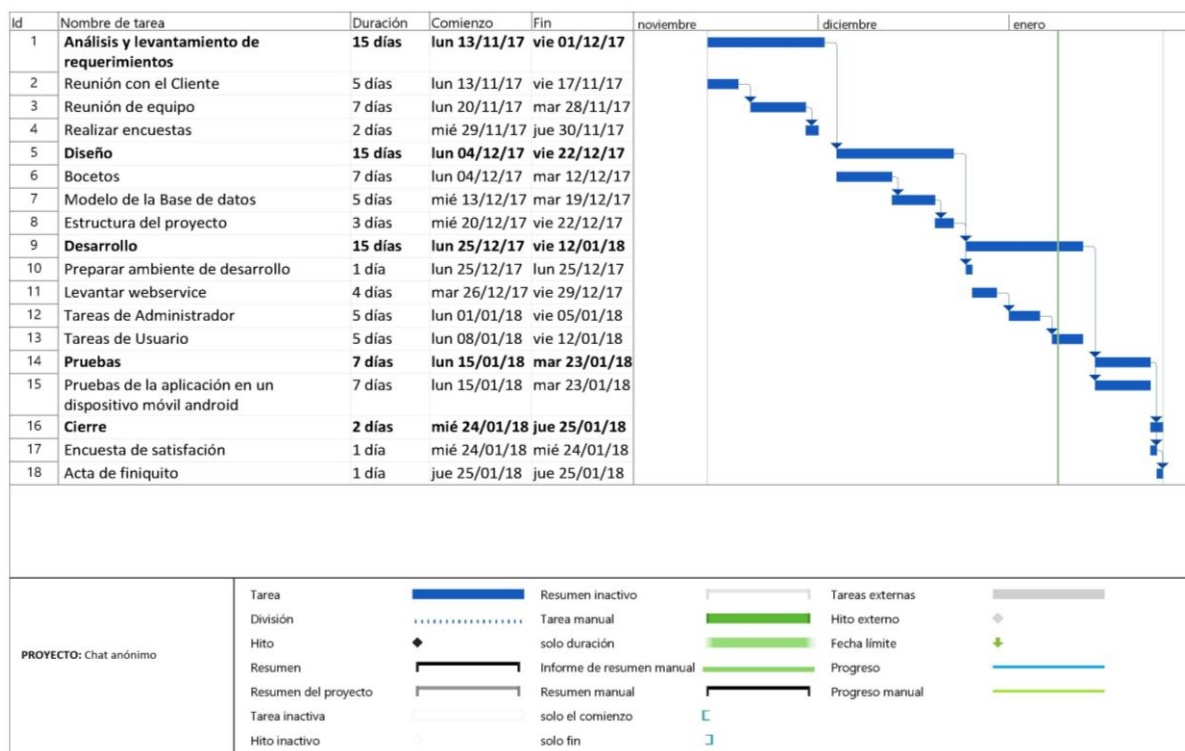 Id Nombre de tarea Duración Comienzo Fin noviembre diciembre enero
1 Análisis y levantamiento de 15 días lun 13/11/17 vie 01/12/17
requerimientos
2 Reunión con el Cliente 5 días lun 13/11/17 vie 17/11/17
3 Reunión de equipo 7 días lun 20/11/17 mar 28/11/17
4 Realizar encuestas 2 días mié 29/11/17 jue 30/11/17
5 Diseño 15 días lun 04/12/17 vie 22/12/17
6 Bocetos 7 días lun 04/12/17 mar 12/12/17
7 Modelo de la Base de datos 5 días mié 13/12/17 mar 19/12/17
8 Estructura del proyecto 3 días mié 20/12/17 vie 22/12/17
9 Desarrollo 15 días lun 25/12/17 vie 12/01/18
10 Preparar ambiente de desarrollo 1 día lun 25/12/17 lun 25/12/17
11 Levantar webservice 4 días mar 26/12/17 vie 29/12/17
12 Tareas de Administrador 5 días lun 01/01/18 vie 05/01/18
13 Tareas de Usuario 5 días lun 08/01/18 vie 12/01/18
14 Pruebas 7 días lun 15/01/18 mar 23/01/18
15 Pruebas de la aplicación en un 7 días lun 15/01/18 mar 23/01/18
dispositivo móvil android
16 Cierre 2 días mié 24/01/18 jue 25/01/18
17 Encuesta de satisfacción 1 día mié 24/01/18 mié 24/01/18
18 Acta de finiquito 1 día jue 25/01/18 jue 25/01/18
PROYECTO: Chat anónimo
Tarea Resumen inactivo Tareas externas
División Tarea manual Hito externo
Hito solo duración Fecha límite
Resumen Informe de resumen manual Progreso
Resumen del proyecto Resumen manual Progreso manual
Tarea inactiva solo el comienzo
Hito inactivo solo fin